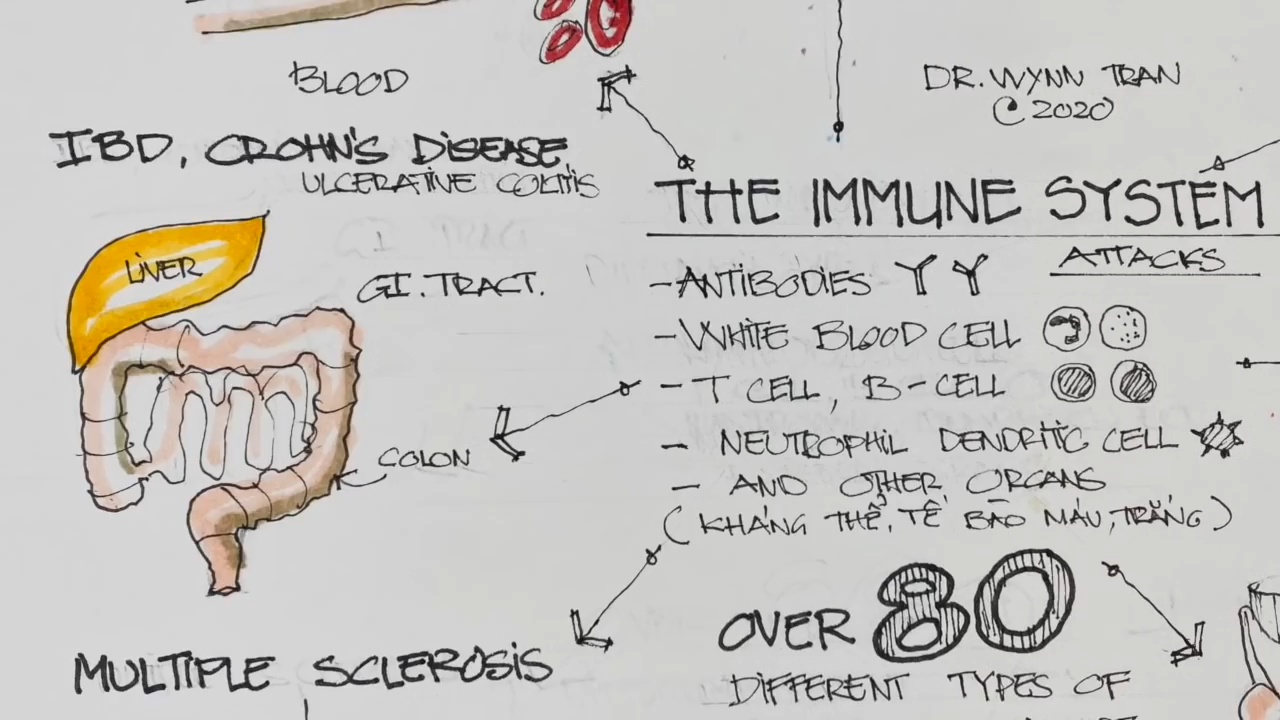 BLOOD
IBD, CROHN'S DISEASE,
ULCERATIVE COLITIS
LIVER
GI. TRACT.
COLON
MULTIPLE SCLEROSIS
DR. WYNN TRAN
© 2020
THE IMMUNE SYSTEM
ATTACKS
- ANTIBODIES
- WHITE BLOOD CELL
- T CELL, B-CELL
- NEUTROPHIL DENDRITIC CELL
- AND OTHER ORGANS
(KHÁNG THỂ, TẾ BÀO MÁU, TRẮNG)
OVER 80
DIFFERENT TYPES OF